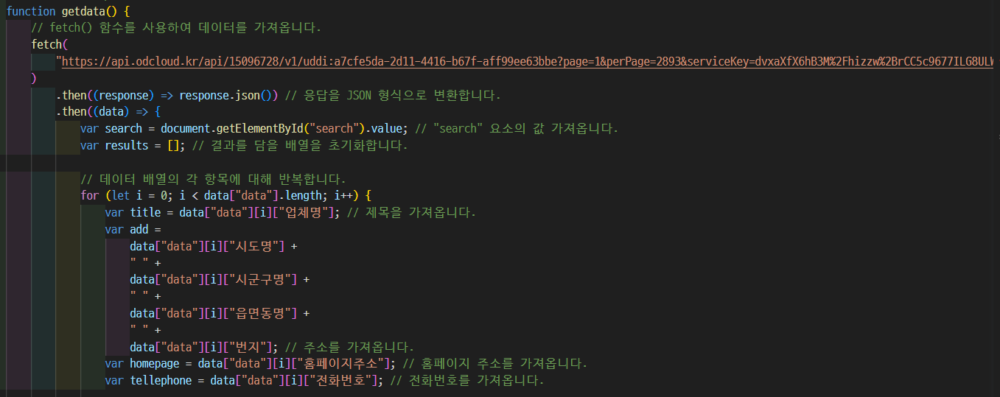 function getdata() {
// fetch() 함수를 사용하여 데이터를 가져옵니다.
fetch(
"https://api.odcloud.kr/api/15096728/v1/uddi:a7cfe5da-2d11-4416-b67f-aff99ee63bbe?page=1&perPage=2893&serviceKey=dvxaXfX6hB3M%2Fhizzw%2BrCC5c9677ILG8ULW
)
.then((response) => response.json()) // 응답을 JSON 형식으로 변환합니다.
.then((data) => {
var search = document.getElementById("search").value; // "search" 요소의 값 가져옵니다.
var results = []; // 결과를 담을 배열을 초기화합니다.
// 데이터 배열의 각 항목에 대해 반복합니다.
for (let i = 0; i < data["data"].length; i++) {
var title = data["data"][i]["업체명"]; // 제목을 가져옵니다.
var add =
data["data"][i]["시도명"] +
" " +
data["data"][i]["시군구명"] +
" " +
data["data"][i]["읍면동명"] +
" " +
data["data"][i]["번지"]; // 주소를 가져옵니다.
var homepage = data["data"][i]["홈페이지주소"]; // 홈페이지 주소를 가져옵니다.
var tellephone = data["data"][i]["전화번호"]; // 전화번호를 가져옵니다.